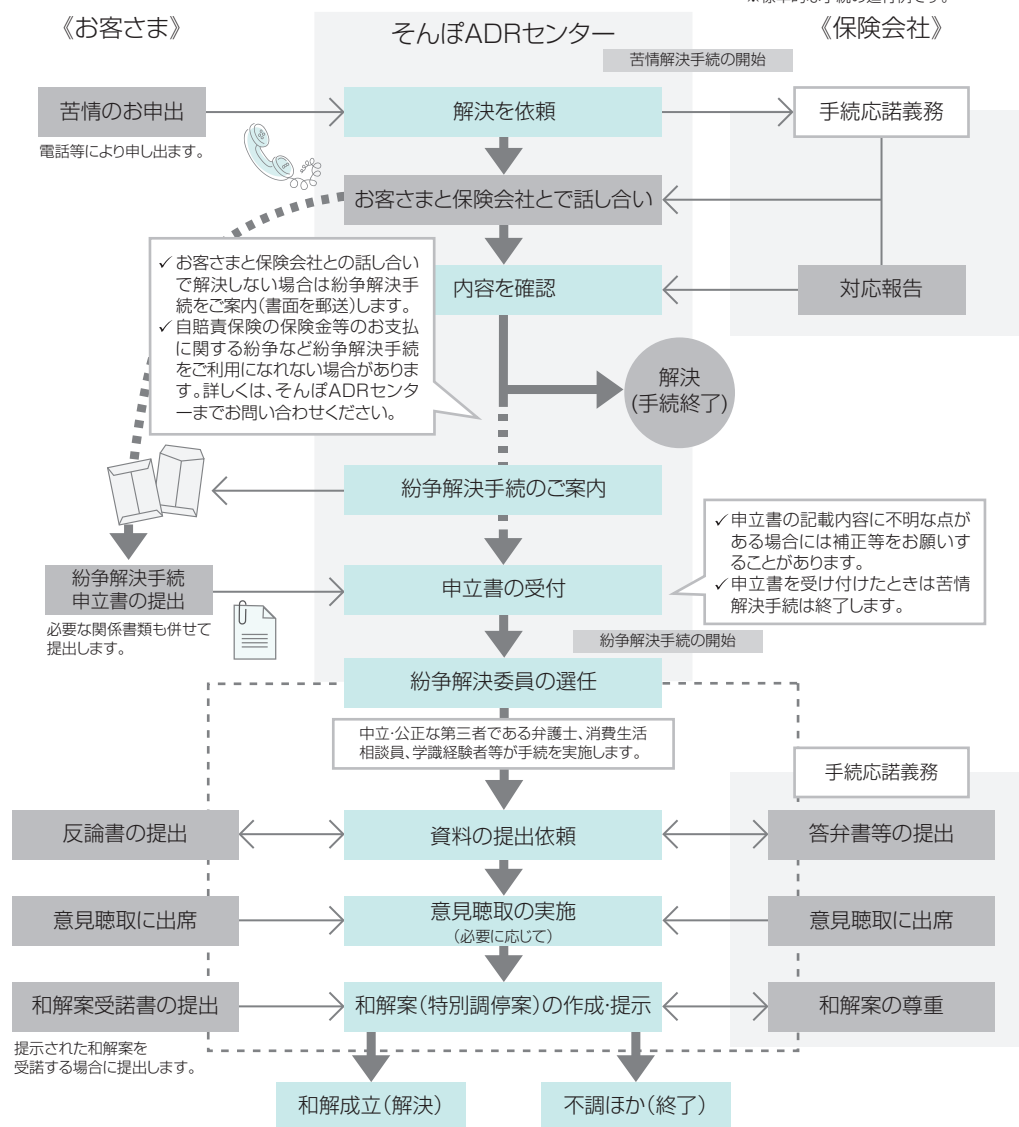 ※標準的な手続の進行例です。
《お客さま》
そんぽADRセンター
《保険会社》
苦情解決手続の開始
苦情のお申出
解決を依頼
手続応諾義務
電話等により申し出ます。
お客さまと保険会社とで話し合い
✓お客さまと保険会社との話し合い
で解決しない場合は紛争解決手
続をご案内(書面を郵送)します。
✓自賠責保険の保険金等のお支払
に関する紛争など紛争解決手続
をご利用になれない場合がありま
す。詳しくは、そんぽADRセンタ
ーまでお問い合わせください。
内容を確認
対応報告
解決
(手続終了)
紛争解決手続のご案内
✓申立書の記載内容に不明な点が
ある場合には補正等をお願いす
ることがあります。
✓申立書を受け付けたときは苦情
解決手続は終了します。
紛争解決手続
申立書の提出
申立書の受付
必要な関係書類も併せて
提出します。
紛争解決手続の開始
紛争解決委員の選任
中立・公正な第三者である弁護士、消費生活
相談員、学識経験者等が手続を実施します。
手続応諾義務
反論書の提出
資料の提出依頼
答弁書等の提出
意見聴取に出席
意見聴取の実施
(必要に応じて)
意見聴取に出席
和解案受諾書の提出
和解案(特別調停案)の作成・提示
和解案の尊重
提示された和解案を
受諾する場合に提出します。
和解成立(解決)
不調ほか(終了)